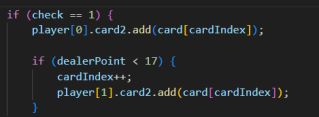 if (check == 1) {
player[0].card2.add(card[cardIndex]);
if (dealerPoint < 17) {
cardIndex++;
player[1].card2.add(card[cardIndex]);
}